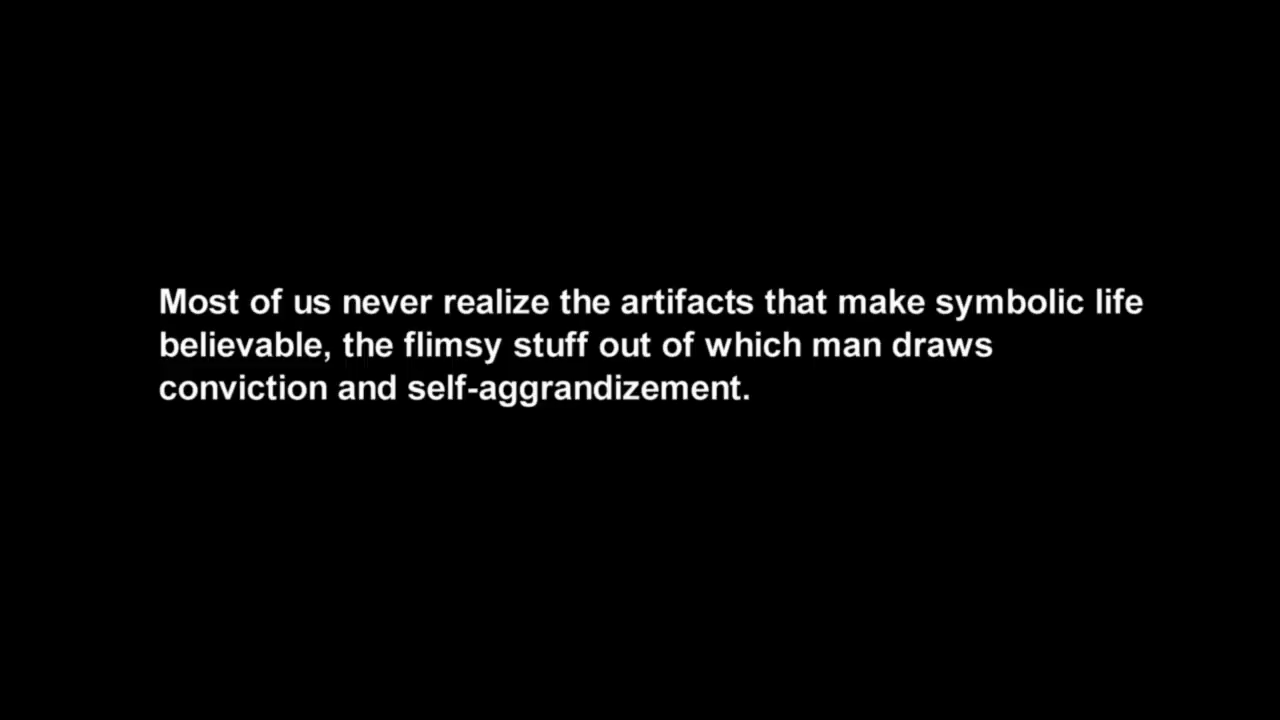 Most of us never realize the artifacts that make symbolic life
believable, the flimsy stuff out of which man draws
conviction and self-aggrandizement.